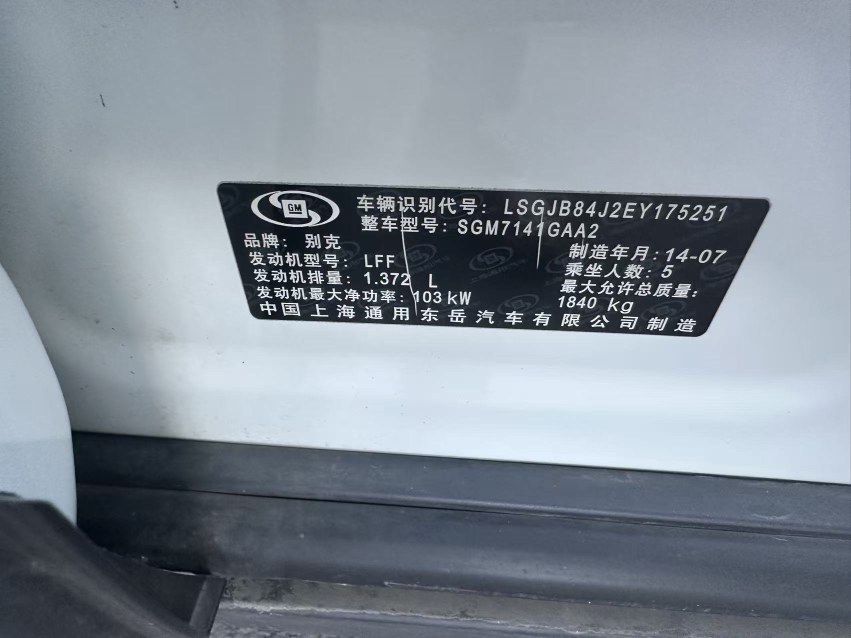 GM
车辆识别代号: LSGJB84J2EY175251
整车型号: SGM7141GAA2
品牌: 别克
制造年月: 14-07
发动机型号: LFF
乘坐人数: 5
发动机排量: 1.372 L
最大允许总质量:
发动机最大净功率: 103 kW
1840 kg
中国上海通用东岳汽车有限公司制造